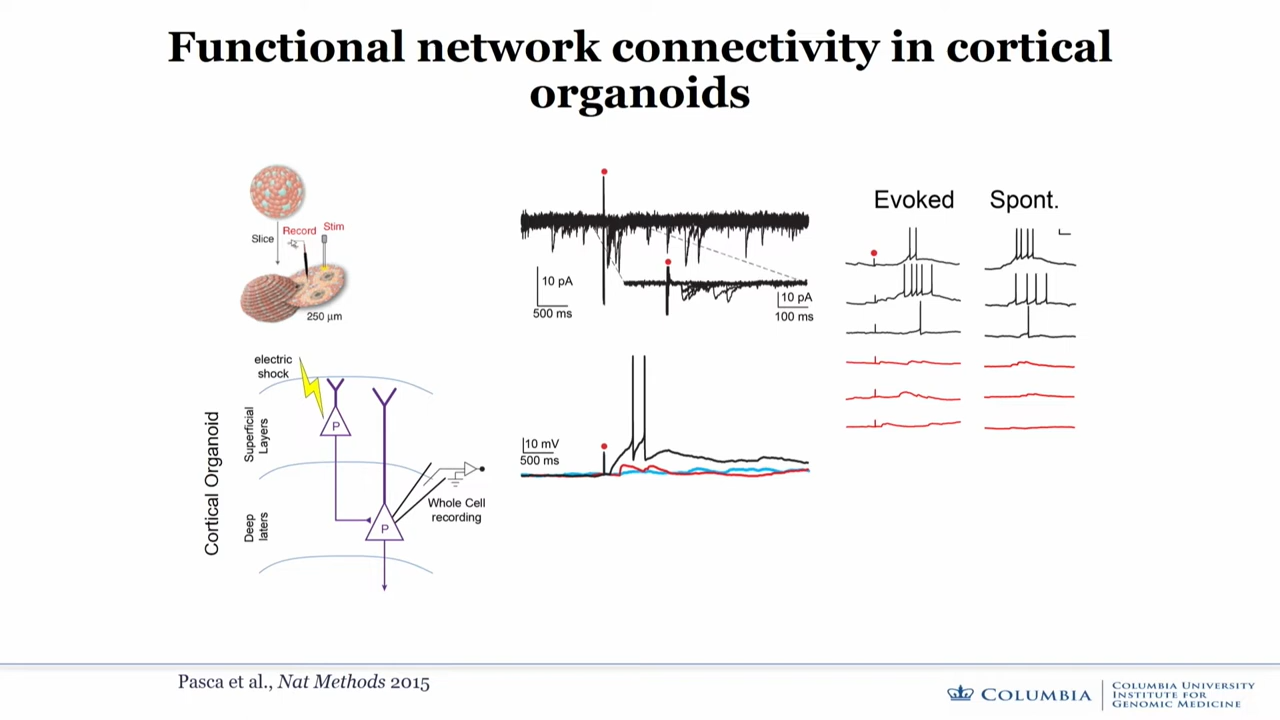 Functional network connectivity in cortical
organoids
Slice
Record
Stim
250 µm
electric
shock
Cortical Organoid
Superficial
Layers
Deep
laters
P
P
Whole Cell
recording
10 pA
500 ms
10 pA
100 ms
10 mV
500 ms
Evoked
Spont.
Pasca et al., Nat Methods 2015
COLUMBIA
COLUMBIA UNIVERSITY
INSTITUTE FOR
GENOMIC MEDICINE